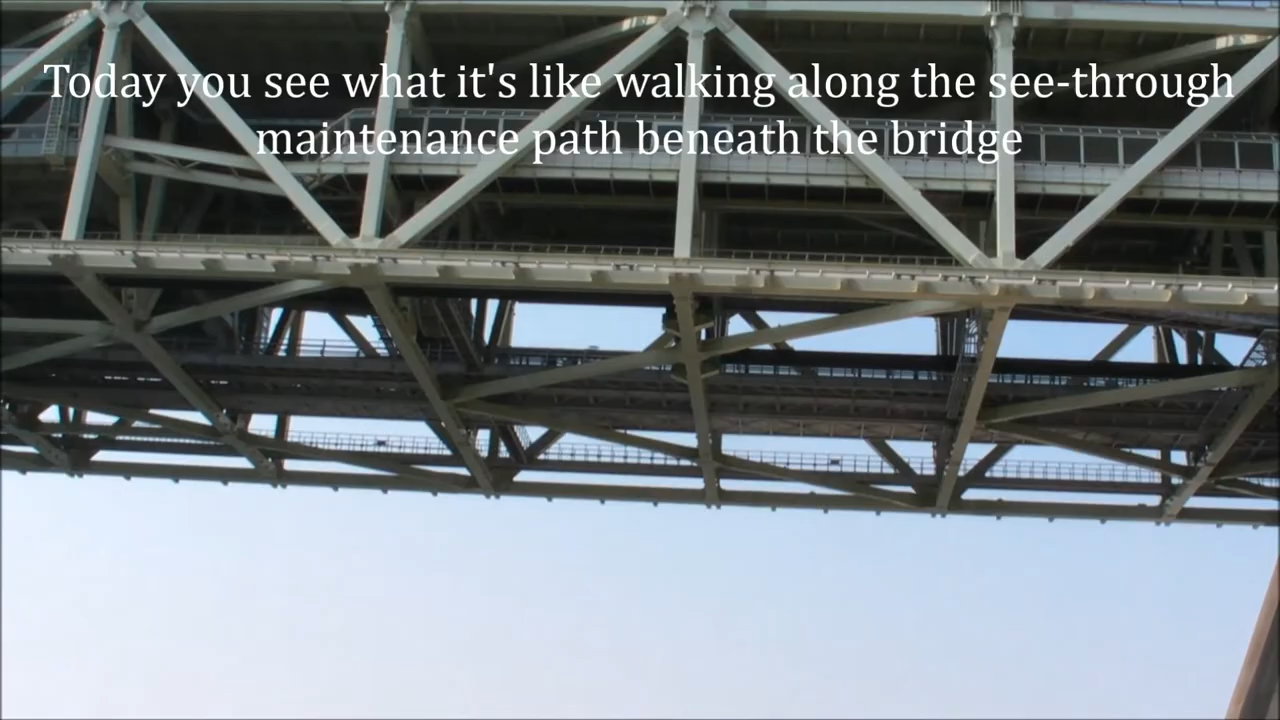 Today you see what it's like walking along the see-through
maintenance path beneath the bridge